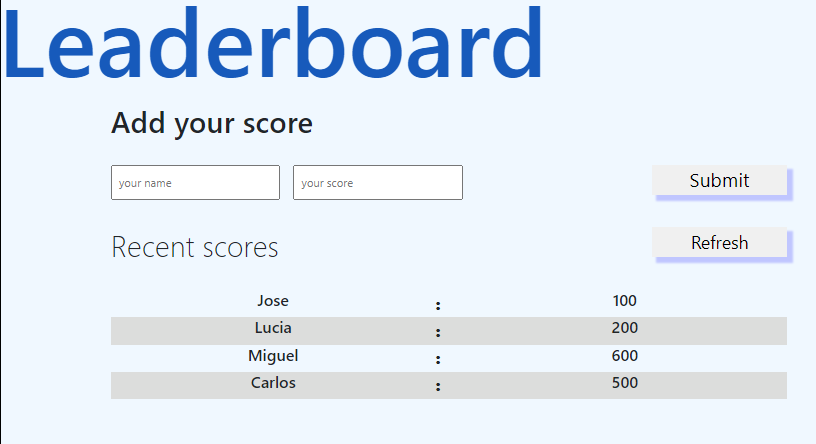 Leaderboard
Add your score
your name your score Submit
Recent scores Refresh
Jose : 100
Lucia : 200
Miguel : 600
Carlos : 500